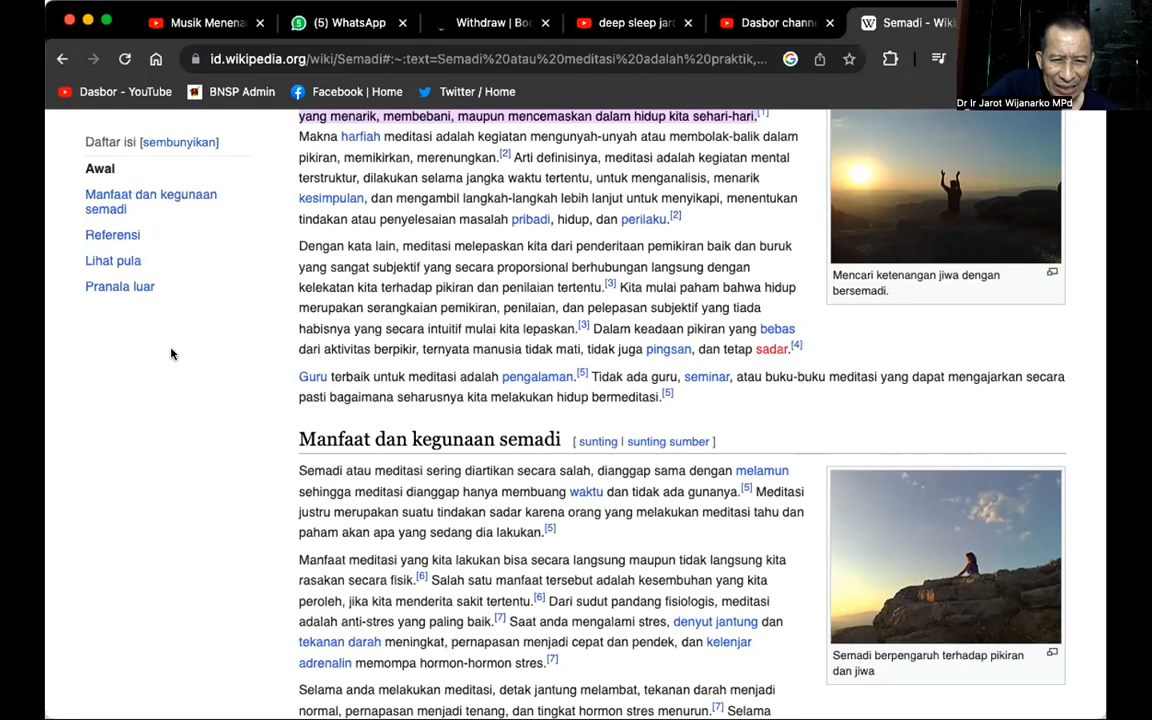 Musik Menena
(5) WhatsApp
Withdraw | Boo
deep sleep jar
Dasbor chann
Semadi - Wiki
id.wikipedia.org/wiki/Semadi#:~:text=Semadi%20atau%20meditasi%20adalah%20praktik,...
Dasbor - YouTube
BNSP Admin
Facebook | Home
Twitter / Home
Dr Ir Jarot Wijanarko MPd
Daftar isi [sembunyikan]
Awal
Manfaat dan kegunaan
semadi
Referensi
Lihat pula
Pranala luar
yang menarik, membebani, maupun mencemaskan dalam hidup kita sehari-hari.[1]
Makna harfiah meditasi adalah kegiatan mengunyah-unyah atau membolak-balik dalam
pikiran, memikirkan, merenungkan.[2] Arti definisinya, meditasi adalah kegiatan mental
terstruktur, dilakukan selama jangka waktu tertentu, untuk menganalisis, menarik
kesimpulan, dan mengambil langkah-langkah lebih lanjut untuk menyikapi, menentukan
tindakan atau penyelesaian masalah pribadi, hidup, dan perilaku.[2]
Dengan kata lain, meditasi melepaskan kita dari penderitaan pemikiran baik dan buruk
yang sangat subjektif yang secara proporsional berhubungan langsung dengan
kelekatan kita terhadap pikiran dan penilaian tertentu.[3] Kita mulai paham bahwa hidup
merupakan serangkaian pemikiran, penilaian, dan pelepasan subjektif yang tiada
habisnya yang secara intuitif mulai kita lepaskan.[3] Dalam keadaan pikiran yang bebas
dari aktivitas berpikir, ternyata manusia tidak mati, tidak juga pingsan, dan tetap sadar.[4]
Mencari ketenangan jiwa dengan
bersemadi.
Guru terbaik untuk meditasi adalah pengalaman.[5] Tidak ada guru, seminar, atau buku-buku meditasi yang dapat mengajarkan secara
pasti bagaimana seharusnya kita melakukan hidup bermeditasi.[5]
Manfaat dan kegunaan semadi [ sunting | sunting sumber ]
Semadi atau meditasi sering diartikan secara salah, dianggap sama dengan melamun
sehingga meditasi dianggap hanya membuang waktu dan tidak ada gunanya.[5] Meditasi
justru merupakan suatu tindakan sadar karena orang yang melakukan meditasi tahu dan
paham akan apa yang sedang dia lakukan.[5]
Manfaat meditasi yang kita lakukan bisa secara langsung maupun tidak langsung kita
rasakan secara fisik.[6] Salah satu manfaat tersebut adalah kesembuhan yang kita
peroleh, jika kita menderita sakit tertentu.[6] Dari sudut pandang fisiologis, meditasi
adalah anti-stres yang paling baik.[7] Saat anda mengalami stres, denyut jantung dan
tekanan darah meningkat, pernapasan menjadi cepat dan pendek, dan kelenjar
adrenalin memompa hormon-hormon stres.[7]
Semadi berpengaruh terhadap pikiran
dan jiwa
Selama anda melakukan meditasi, detak jantung melambat, tekanan darah menjadi
normal, pernapasan menjadi tenang, dan tingkat hormon stres menurun.[7] Selama